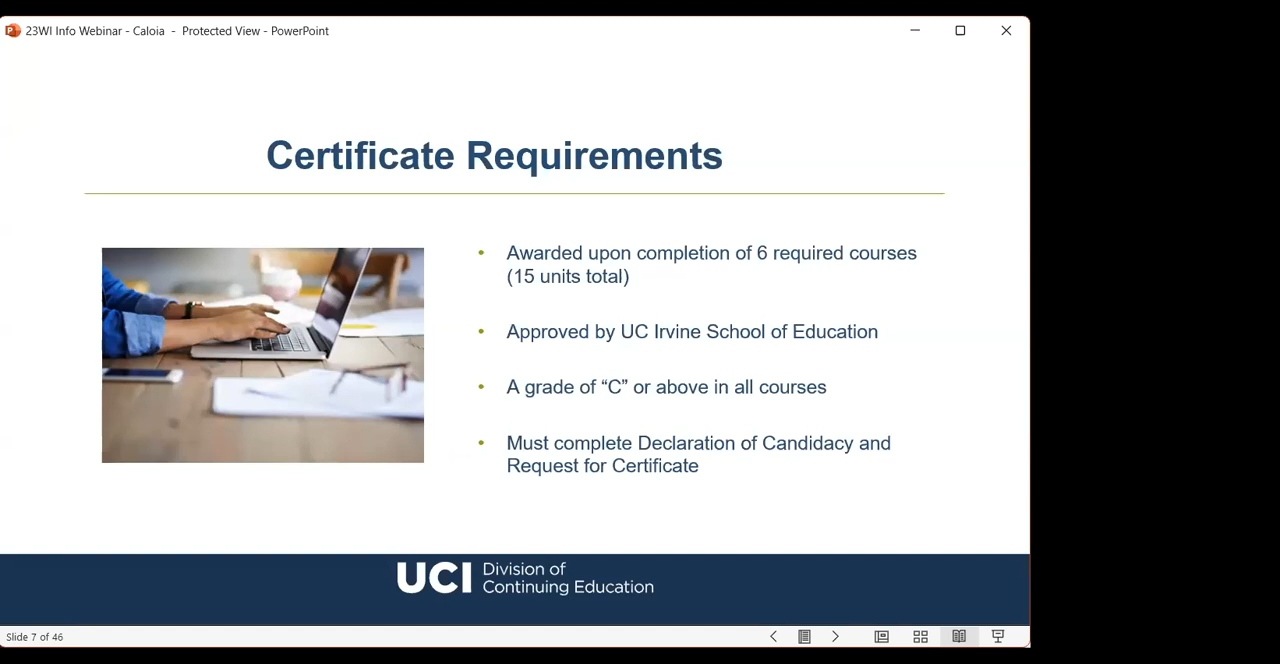 23WI Info Webinar - Caloia - Protected View - PowerPoint
Certificate Requirements
• Awarded upon completion of 6 required courses
(15 units total)
• Approved by UC Irvine School of Education
• A grade of “C” or above in all courses
• Must complete Declaration of Candidacy and
Request for Certificate
UCI Division of
Continuing Education
Slide 7 of 46